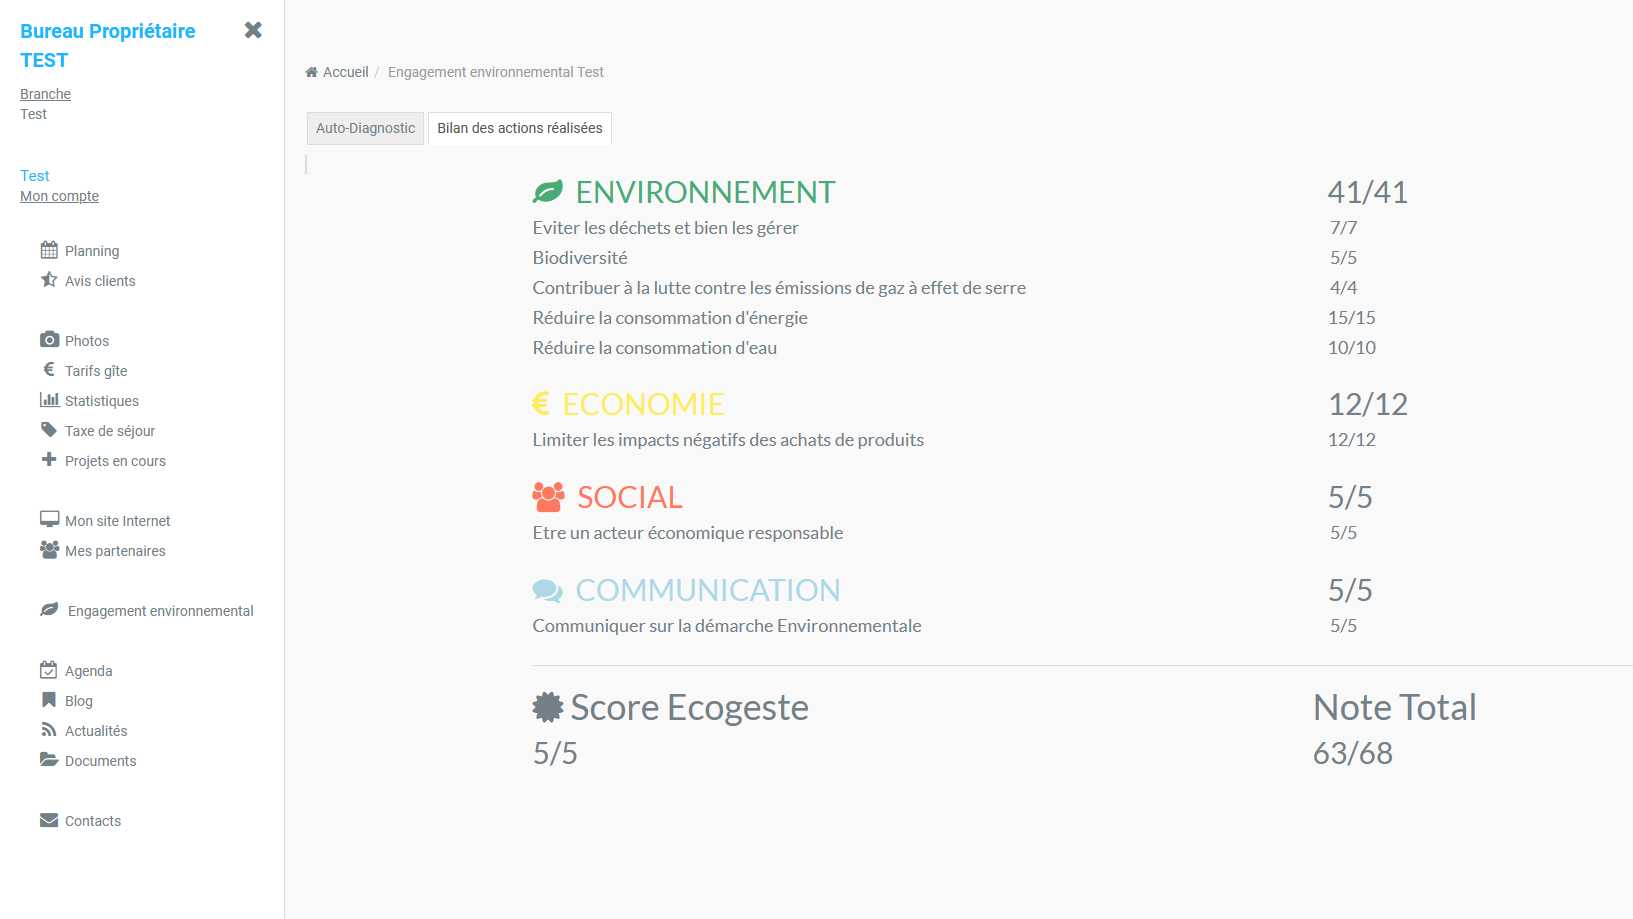 Bureau Propriétaire
TEST
Branche
Test
Test
Mon compte
Planning
Avis clients
Photos
Tarifs gîte
Statistiques
Taxe de séjour
Projets en cours
Mon site Internet
Mes partenaires
Engagement environnemental
Agenda
Blog
Actualités
Documents
Contacts
Accueil / Engagement environnemental Test
Auto-Diagnostic Bilan des actions réalisées
ENVIRONNEMENT 41/41
Eviter les déchets et bien les gérer 7/7
Biodiversité 5/5
Contribuer à la lutte contre les émissions de gaz à effet de serre 4/4
Réduire la consommation d'énergie 15/15
Réduire la consommation d'eau 10/10
€ ECONOMIE 12/12
Limiter les impacts négatifs des achats de produits 12/12
SOCIAL 5/5
Etre un acteur économique responsable 5/5
COMMUNICATION 5/5
Communiquer sur la démarche Environnementale 5/5
Score Ecogeste Note Total
5/5 63/68